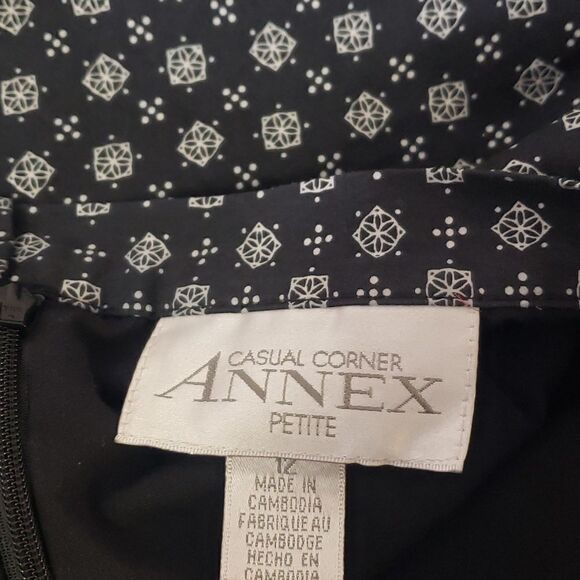 CASUAL CORNER
ANNEX
PETITE
12
MADE IN
CAMBODIA
FABRIQUE AU
CAMBODGE
HECHO EN
CAMBODIA